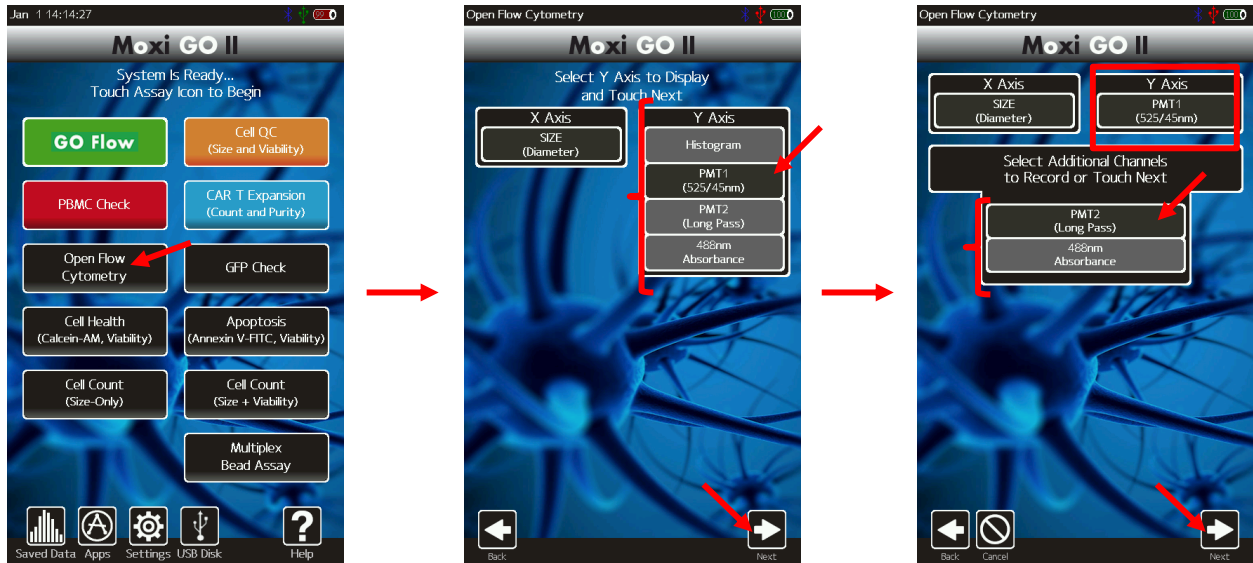 Jan 1 14:14:27
99
Moxi GO II
System Is Ready...
Touch Assay Icon to Begin
GO Flow
Cell QC
(Size and Viability)
PBMC Check
CAR T Expansion
(Count and Purity)
Open Flow
Cytometry
GFP Check
Cell Health
(Calcein-AM, Viability)
Apoptosis
(Annexin V-FITC, Viability)
Cell Count
(Size-Only)
Cell Count
(Size + Viability)
Multiplex
Bead Assay
Saved Data
Apps
Settings
USB Disk
?
Help
Open Flow Cytometry
100
Moxi GO II
Select Y Axis to Display
and Touch Next
X Axis
SIZE
(Diameter)
Y Axis
Histogram
PMT1
(525/45nm)
PMT2
(Long Pass)
488nm
Absorbance
Back
Next
Open Flow Cytometry
100
Moxi GO II
X Axis
SIZE
(Diameter)
Y Axis
PMT1
(525/45nm)
Select Additional Channels
to Record or Touch Next
PMT2
(Long Pass)
488nm
Absorbance
Back
Cancel
Next